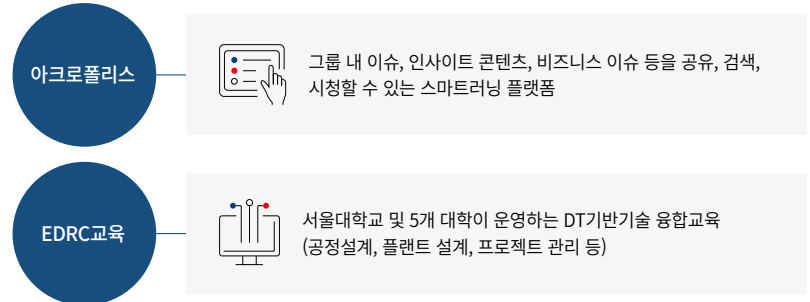 아크로폴리스
그룹 내 이슈, 인사이트 콘텐츠, 비즈니스 이슈 등을 공유, 검색,
시청할 수 있는 스마트러닝 플랫폼
EDRC교육
서울대학교 및 5개 대학이 운영하는 DT기반기술 융합교육
(공정설계, 플랜트 설계, 프로젝트 관리 등)